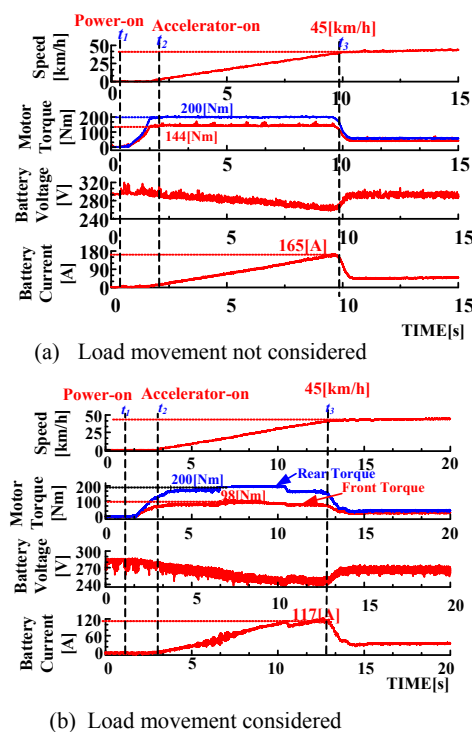 Power-on Accelerator-on 45[km/h]
t1 t2 t3
Speed [km/h]
50
25
0
0 5 10 15
Motor Torque [Nm]
200
100
0
200[Nm]
144[Nm]
0 5 10 15
Battery Voltage [V]
320
280
240
0 5 10 15
Battery Current [A]
180
90
0
165[A]
0 5 10 15
TIME[s]
(a) Load movement not considered
Power-on Accelerator-on 45[km/h]
t1 t2 t3
Speed [km/h]
50
25
0
0 5 10 15 20
Motor Torque [Nm]
200
100
0
200[Nm]
98[Nm]
Rear Torque
Front Torque
0 5 10 15 20
Battery Voltage [V]
300
270
240
0 5 10 15 20
Battery Current [A]
120
60
0
117[A]
0 5 10 15 20
TIME[s]
(b) Load movement considered